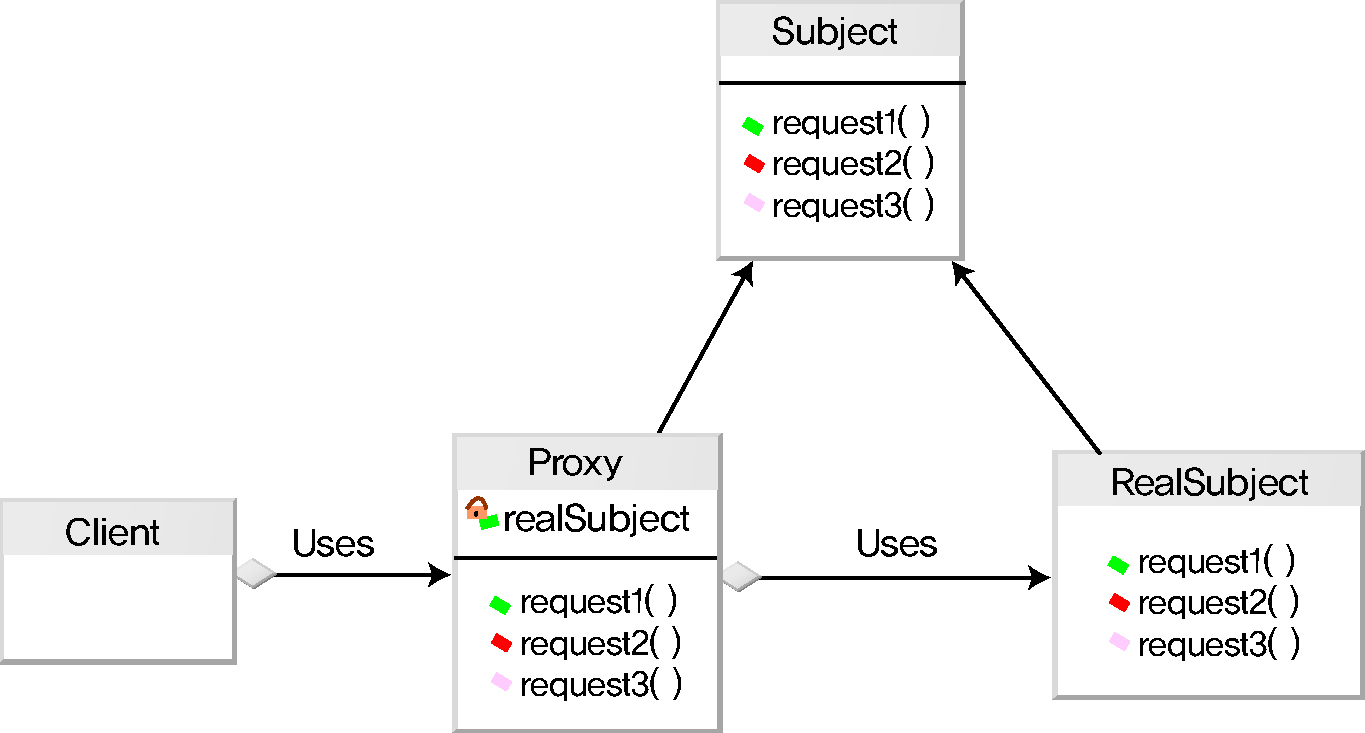 Subject
request1( )
request2( )
request3( )
Proxy
realSubject
request1( )
request2( )
request3( )
RealSubject
request1( )
request2( )
request3( )
Client
Uses
Uses